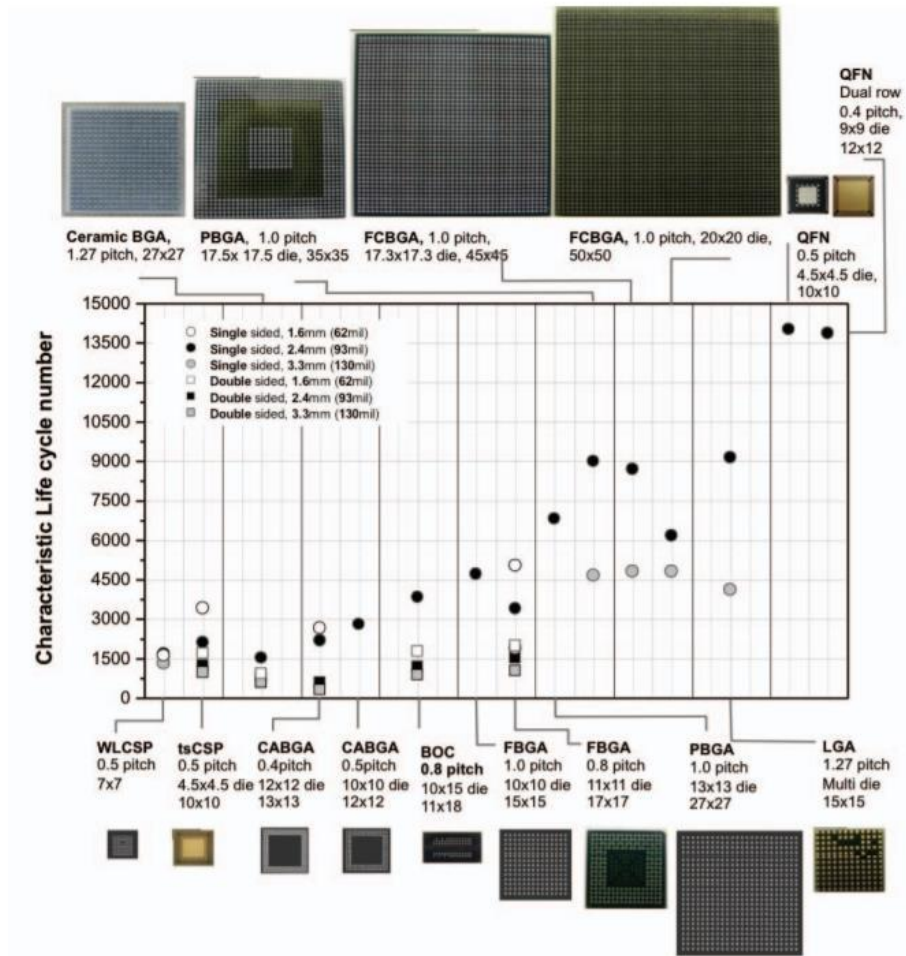 QFN
Dual row
0.4 pitch,
9x9 die
12x12
Ceramic BGA,
1.27 pitch, 27x27
PBGA, 1.0 pitch
17.5x 17.5 die, 35x35
FCBGA, 1.0 pitch,
17.3x17.3 die, 45x45
FCBGA, 1.0 pitch, 20x20 die,
50x50
QFN
0.5 pitch
4.5x4.5 die,
10x10
Characteristic Life cycle number
15000
13500
12000
10500
9000
7500
6000
4500
3000
1500
0
Single sided, 1.6mm (62mil)
Single sided, 2.4mm (93mil)
Single sided, 3.3mm (130mil)
Double sided, 1.6mm (62mil)
Double sided, 2.4mm (93mil)
Double sided, 3.3mm (130mil)
WLCSP
0.5 pitch
7x7
tsCSP
0.5 pitch
4.5x4.5 die
10x10
CABGA
0.4pitch
12x12 die
13x13
CABGA
0.5pitch
10x10 die
12x12
BOC
0.8 pitch
10x15 die
11x18
FBGA
1.0 pitch
10x10 die
15x15
FBGA
0.8 pitch
11x11 die
17x17
PBGA
1.0 pitch
13x13 die
27x27
LGA
1.27 pitch
Multi die
15x15